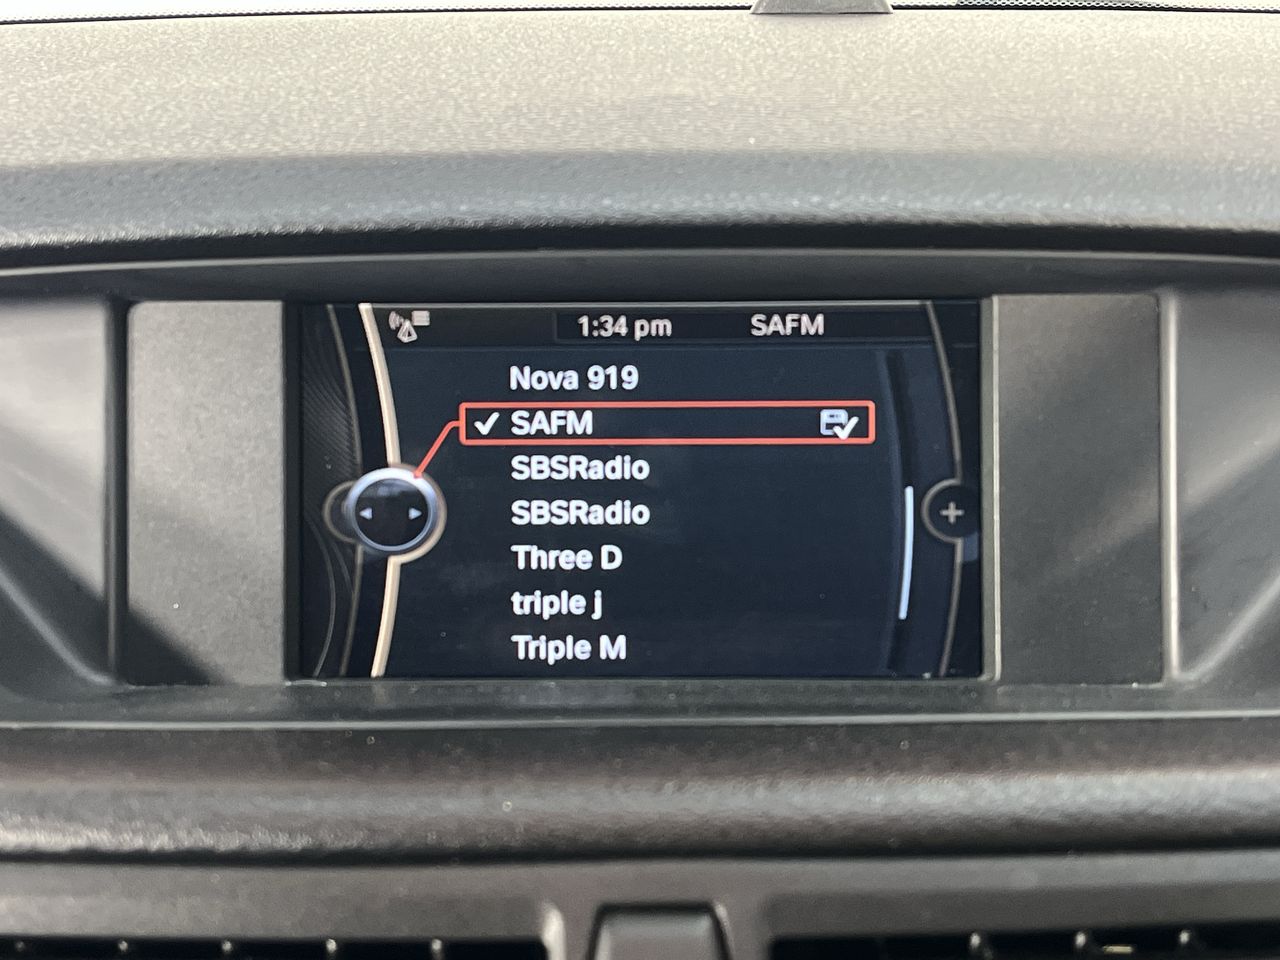 1:34 pm SAFM
Nova 919
SAFM
SBSRadio
SBSRadio
Three D
triple j
Triple M